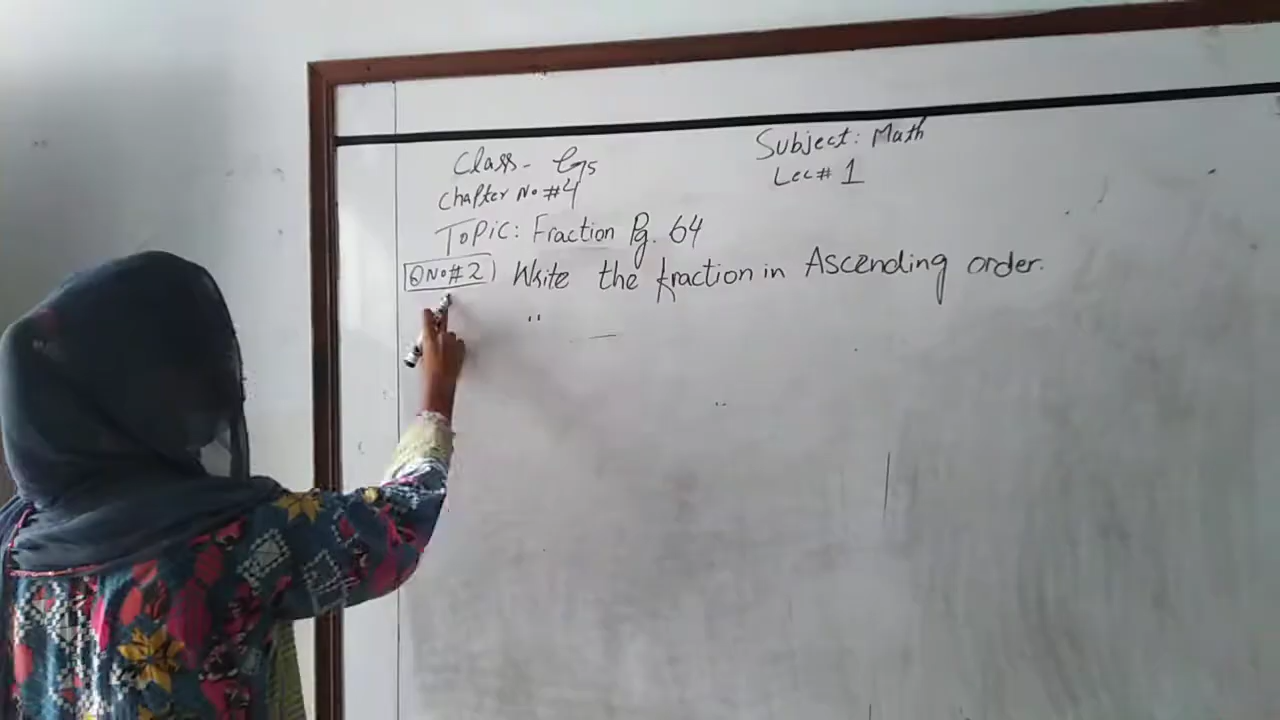 Class- G5
Subject: Math
Chapter No #4
Lec# 1
Topic: Fraction Pg. 64
QNo#2) Write the fraction in Ascending order.